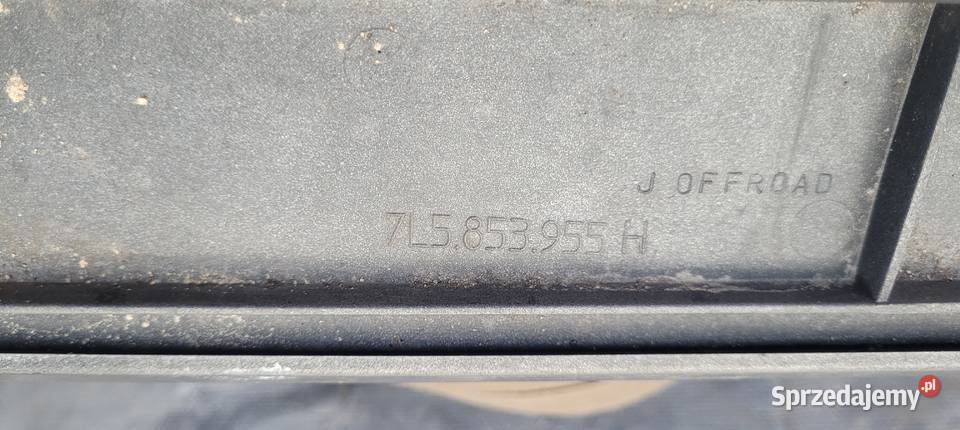 J OFFROAD
7L5.853.955 H
Sprzedajemy.pl